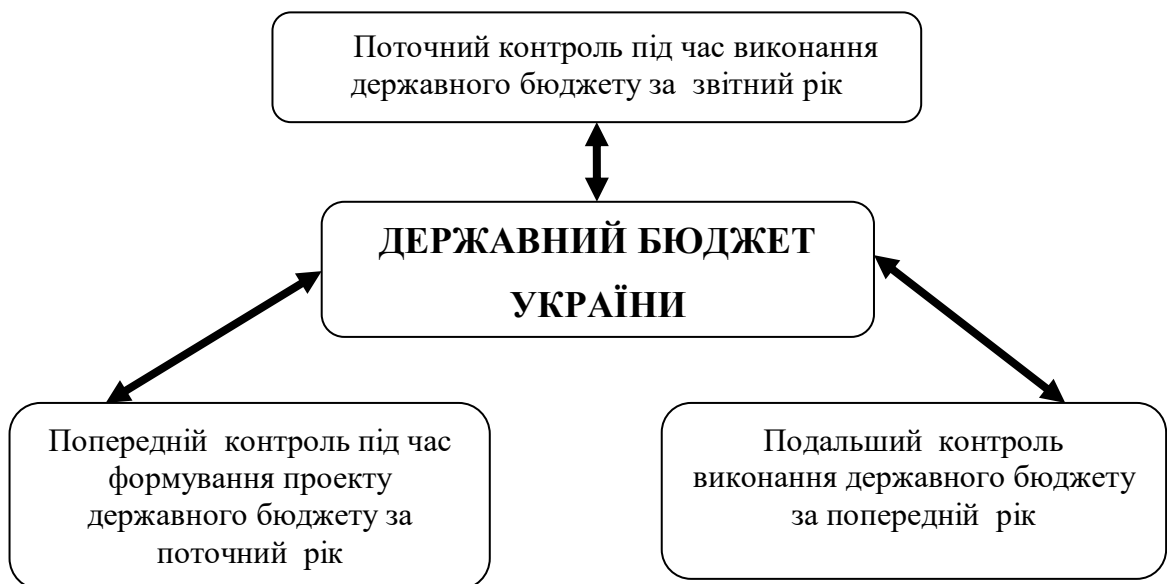 Поточний контроль під час виконання
державного бюджету за звітний рік
ДЕРЖАВНИЙ БЮДЖЕТ
УКРАЇНИ
Попередній контроль під час
формування проекту
державного бюджету за
поточний рік
Подальший контроль
виконання державного бюджету
за попередній рік